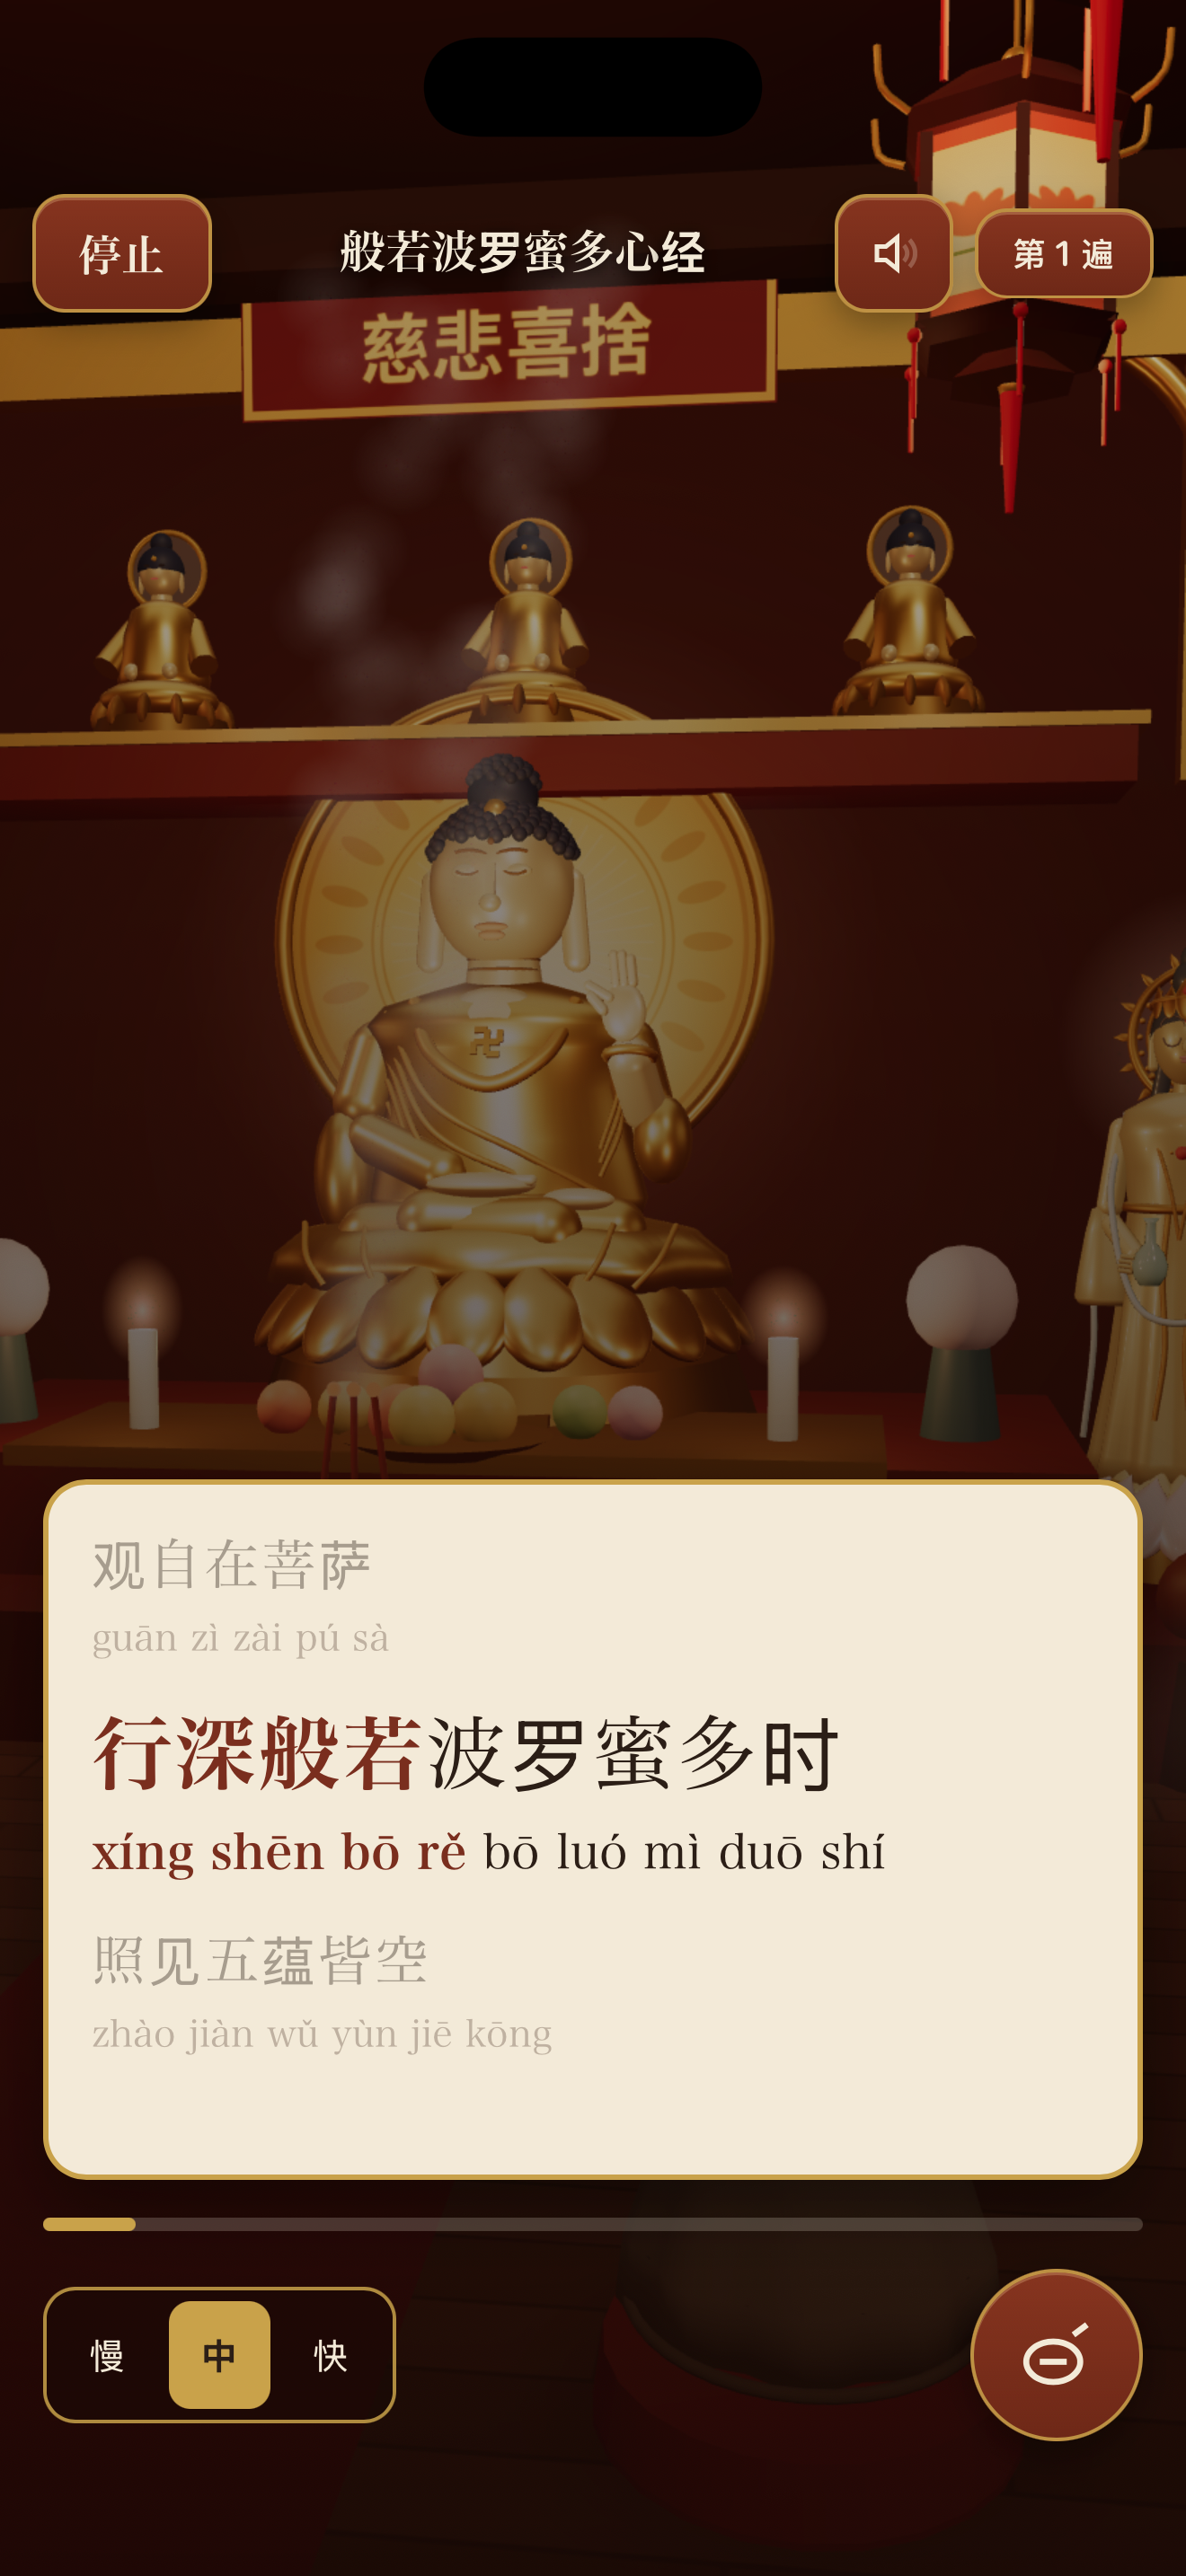 停止
般若波罗蜜多心经
第1遍
慈悲喜捨
卍
观自在菩萨
guān zì zài pú sà
行深般若波罗蜜多时
xíng shēn bō rě bō luó mì duō shí
照见五蕴皆空
zhào jiàn wǔ yùn jiē kōng
慢 中 快